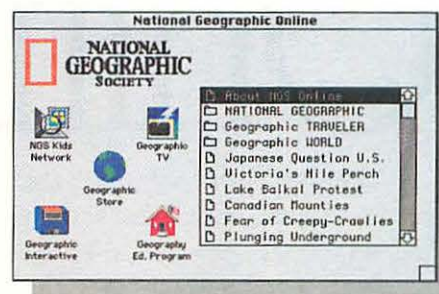 National Geographic Online
NATIONAL
GEOGRAPHIC
SOCIETY
NGS Kids
Network
Geographic
TV
Geographic
Store
Geographic
Interactive
Geography
Ed. Program
About NGS Online
NATIONAL GEOGRAPHIC
Geographic TRAVELER
Geographic WORLD
Japanese Question U.S.
Victoria's Nile Perch
Lake Baikal Protest
Canadian Mounties
Fear of Creepy-Crawlies
Plunging Underground